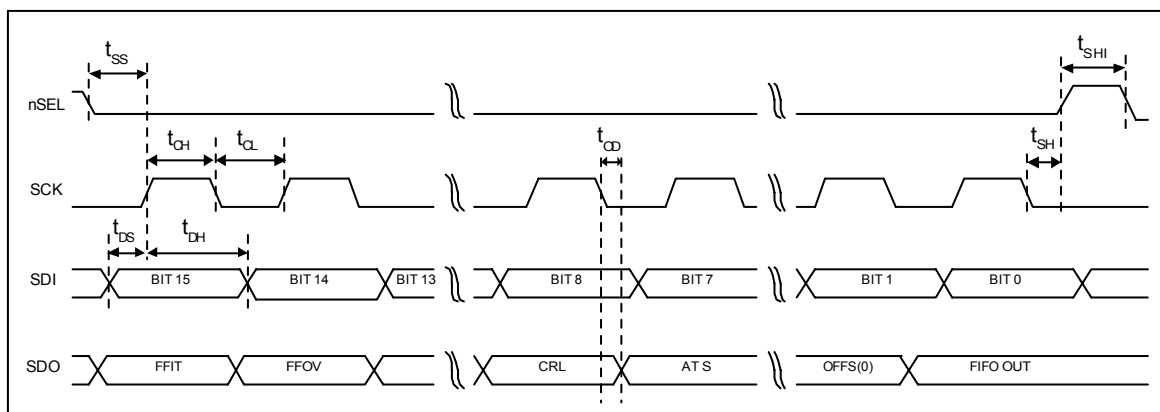 tSS
tSHI
nSEL
tCH
tCL
tOD
tSH
SCK
tDS
tDH
SDI
BIT 15
BIT 14
BIT 13
BIT 8
BIT 7
BIT 1
BIT 0
SDO
FFIT
FFOV
CRL
ATS
OFFS(0)
FIFO OUT